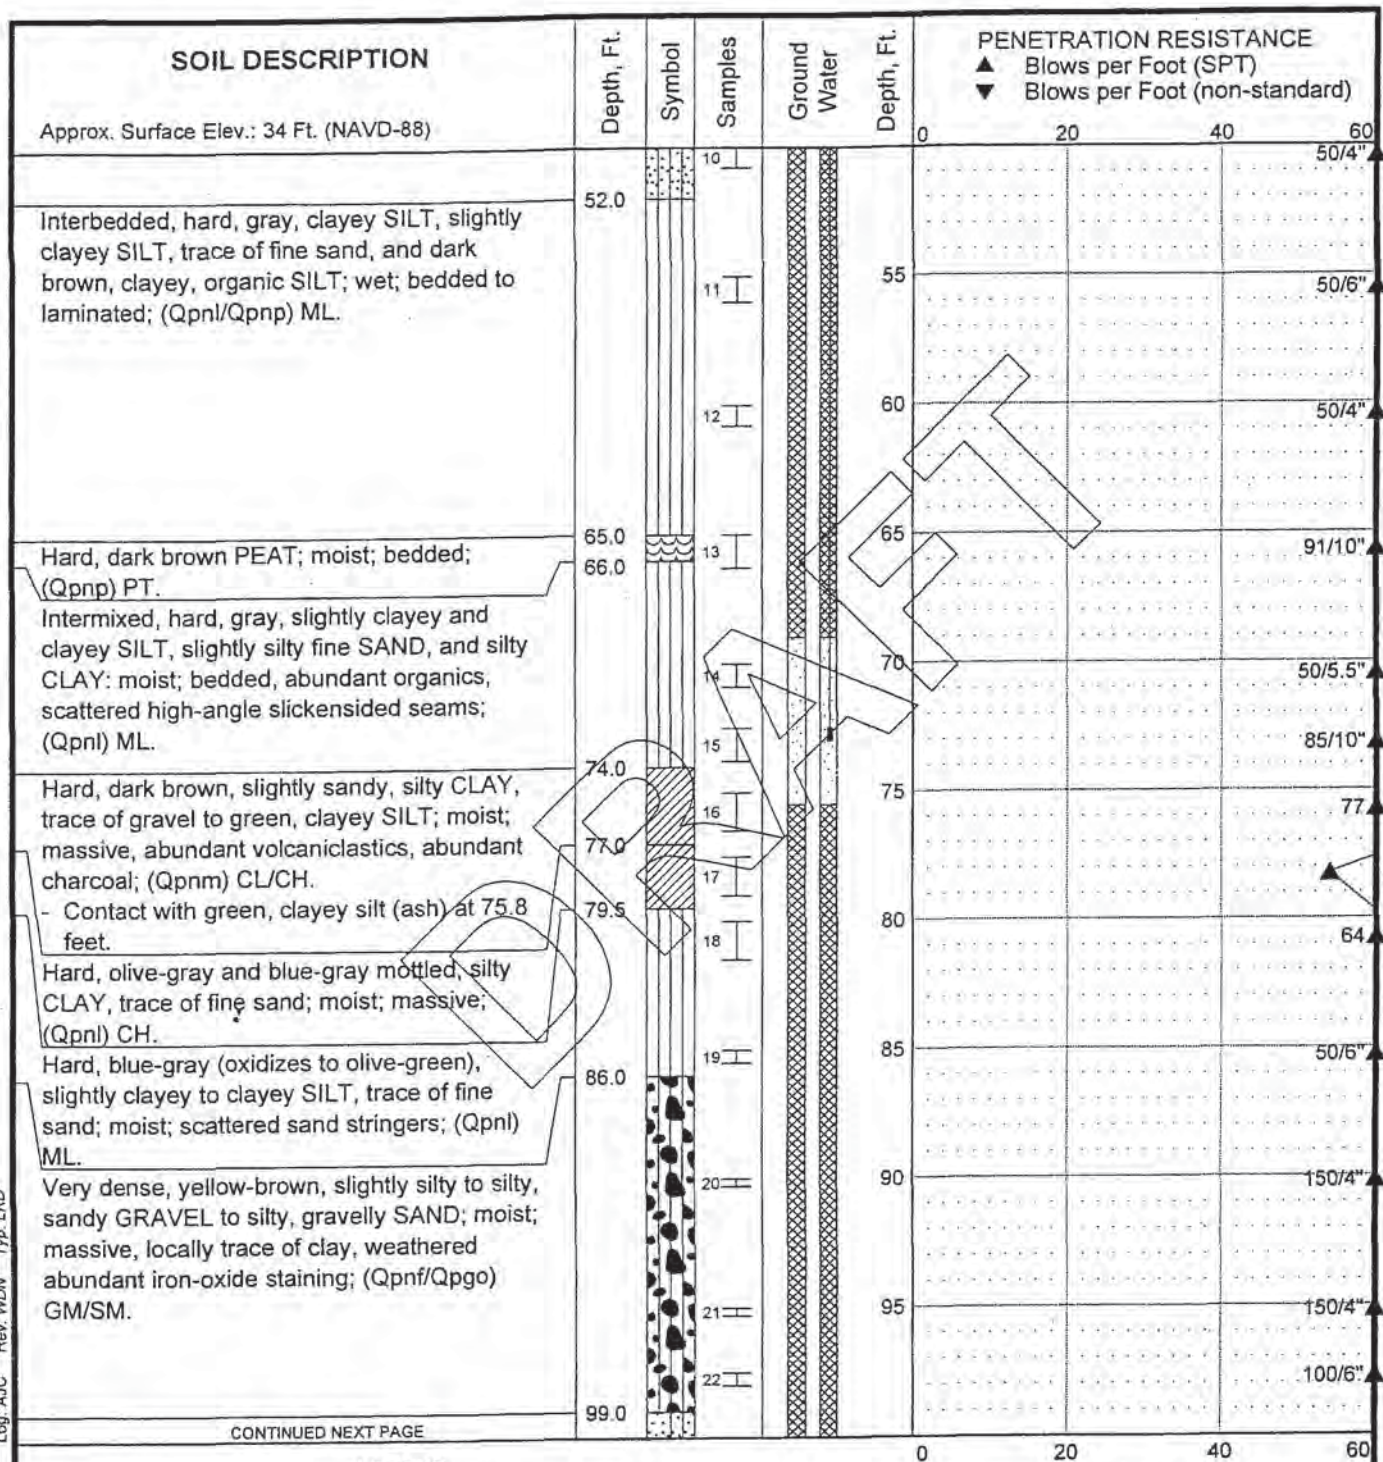 SOIL DESCRIPTION
Approx. Surface Elev.: 34 Ft. (NAVD-88)
Depth, Ft.
Symbol
Samples
Ground
Water
Depth, Ft.
PENETRATION RESISTANCE
▲ Blows per Foot (SPT)
▼ Blows per Foot (non-standard)
0 20 40 60
10 50/4"
52.0
Interbedded, hard, gray, clayey SILT, slightly
clayey SILT, trace of fine sand, and dark
brown, clayey, organic SILT; wet; bedded to
laminated; (Qpnl/Qpnp) ML.
11 55 50/6"
12 60 50/4"
65.0
Hard, dark brown PEAT; moist; bedded;
(Qpnp) PT.
13 65 91/10"
66.0
Intermixed, hard, gray, slightly clayey and
clayey SILT, slightly silty fine SAND, and silty
CLAY: moist; bedded, abundant organics,
scattered high-angle slickensided seams;
(Qpnl) ML.
14 70 50/5.5"
15 85/10"
74.0
Hard, dark brown, slightly sandy, silty CLAY,
trace of gravel to green, clayey SILT; moist;
massive, abundant volcaniclastics, abundant
charcoal; (Qpnm) CL/CH.
- Contact with green, clayey silt (ash) at 75.8
feet.
16 75 77
77.0
17
79.5
Hard, olive-gray and blue-gray mottled, silty
CLAY, trace of fine sand; moist; massive;
(Qpnl) CH.
18 80 64
Hard, blue-gray (oxidizes to olive-green),
slightly clayey to clayey SILT, trace of fine
sand; moist; scattered sand stringers; (Qpnl)
ML.
19 85 50/6"
86.0
Very dense, yellow-brown, slightly silty to silty,
sandy GRAVEL to silty, gravelly SAND; moist;
massive, locally trace of clay, weathered
abundant iron-oxide staining; (Qpnf/Qpgo)
GM/SM.
20 90 150/4"
21 95 150/4"
22 100/6"
99.0
CONTINUED NEXT PAGE
0 20 40 60
DRAFT
Log: AJC Rev: WDN Typ: LKD